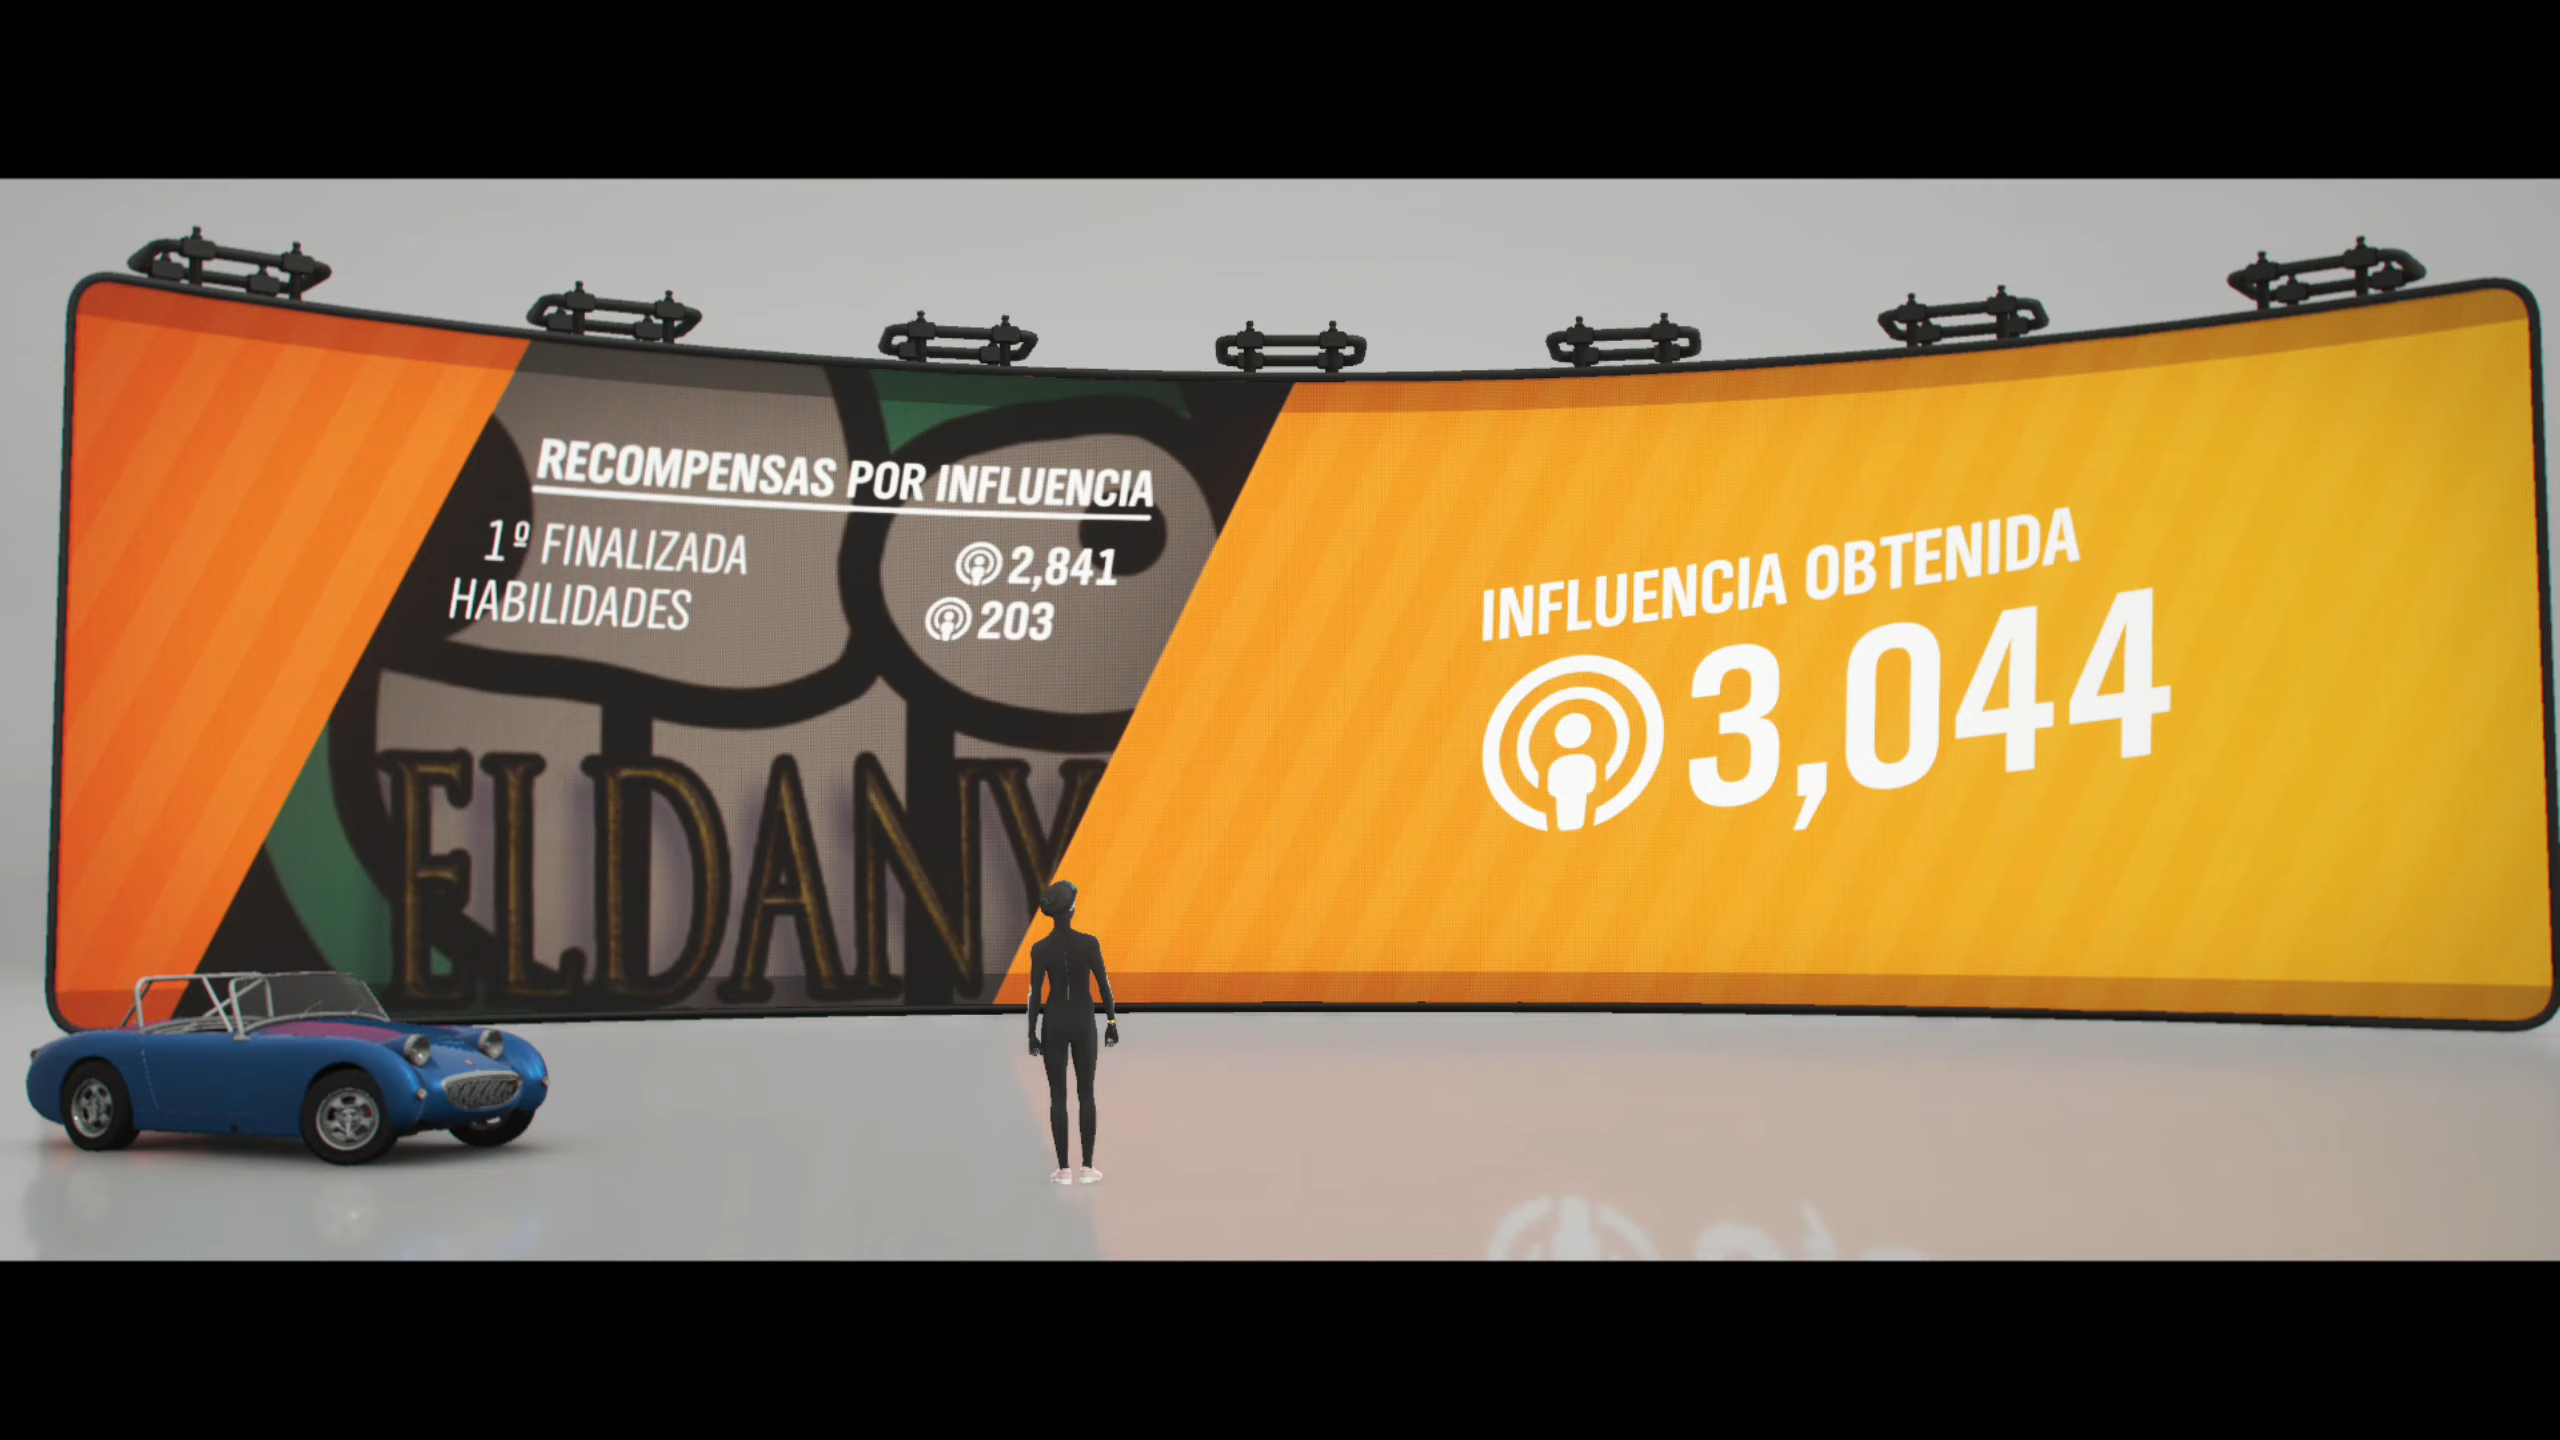 RECOMPENSAS POR INFLUENCIA
1º FINALIZADA 2,841
HABILIDADES 203
ELDANY
INFLUENCIA OBTENIDA
3,044